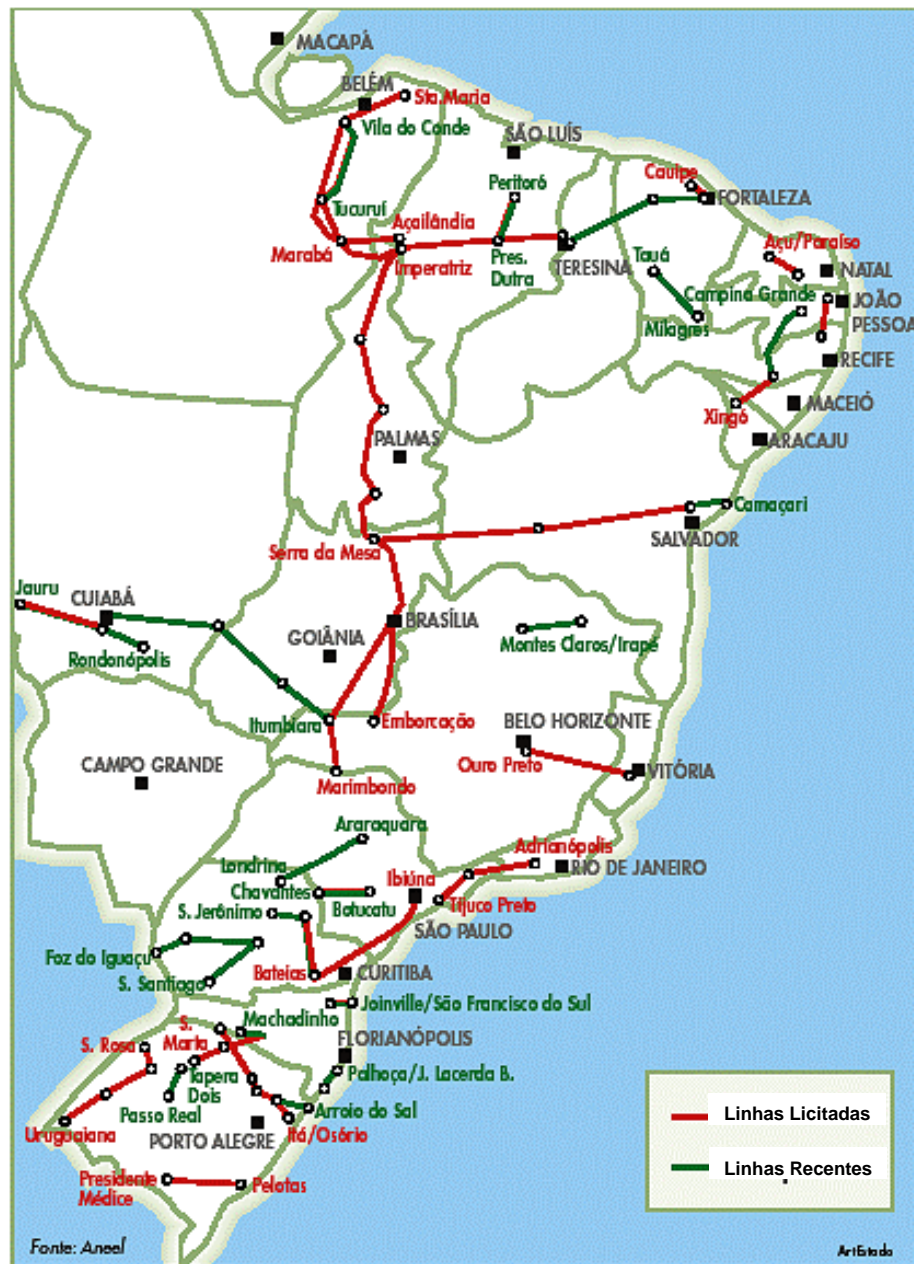 MACAPÁ
BELÉM
Sta.Maria
Vila do Conde
SÃO LUÍS
Peritoró
Cauipe
FORTALEZA
Tucuruí
Açailândia
Marabá
Imperatriz
Pres.
Dutra
TERESINA
Tauá
Açu/Paraíso
NATAL
Campina Grande
JOÃO
PESSOA
Milagres
RECIFE
Xingó
MACEIÓ
ARACAJU
PALMAS
Camaçari
SALVADOR
Serra da Mesa
Jauru
CUIABÁ
BRASÍLIA
Rondonópolis
GOIÂNIA
Montes Claros/Irapé
Itumbiara
Emborcação
BELO HORIZONTE
Ouro Preto
VITÓRIA
CAMPO GRANDE
Marimbondo
Araraquara
Adrianópolis
RIO DE JANEIRO
Londrina
Chavantes
Ibiúna
Botucatu
Tijuco Preto
S. Jerônimo
SÃO PAULO
Foz do Iguaçu
Bateias
CURITIBA
S. Santiago
Joinville/São Francisco do Sul
Machadinho
FLORIANÓPOLIS
S.
Marta
S. Rosa
Palhoça/J. Lacerda B.
Tapera
Dois
Passo Real
Arroio do Sal
Uruguaiana
PORTO ALEGRE
Itá/Osório
Presidente
Médice
Pelotas
Linhas Licitadas
Linhas Recentes
Fonte: Aneel
ArtEstado